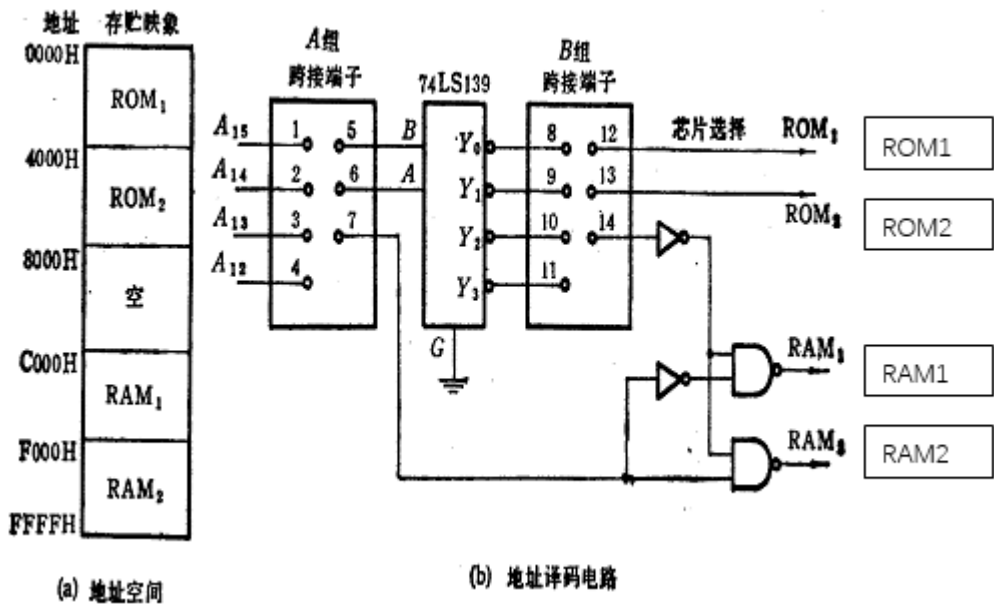 地址 存贮映象
0000H
ROM₁
4000H
ROM₂
8000H
空
C000H
RAM₁
F000H
RAM₂
FFFFH
(a) 地址空间
A组
跨接端子
A₁₅
A₁₄
A₁₃
A₁₂
1 5
2 6
3 7
4
B
A
74LS139
Y₀
Y₁
Y₂
Y₃
G
B组
跨接端子
8 12
9 13
10 14
11
芯片选择
ROM₁
ROM₂
RAM₁
RAM₂
ROM1
ROM2
RAM1
RAM2
(b) 地址译码电路